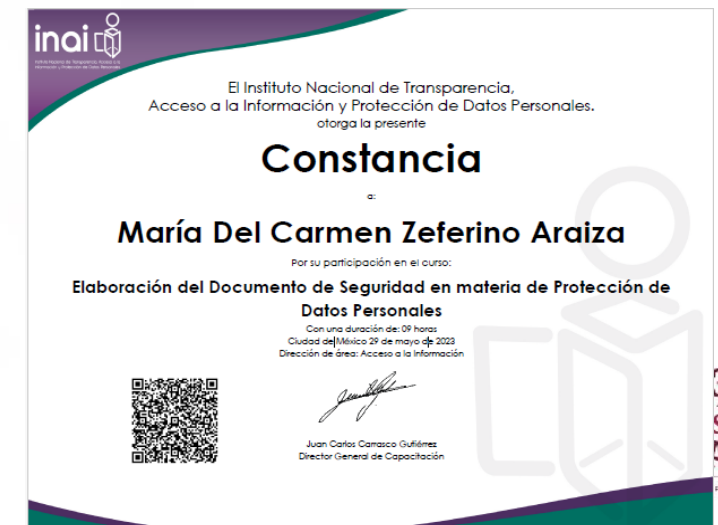 inai
El Instituto Nacional de Transparencia,
Acceso a la Información y Protección de Datos Personales.
otorga la presente
Constancia
a:
María Del Carmen Zeferino Araiza
Por su participación en el curso:
Elaboración del Documento de Seguridad en materia de Protección de
Datos Personales
Con una duración de: 09 horas
Ciudad de México 29 de mayo de 2023
Dirección de área: Acceso a la Información
Juan Carlos Carrasco Gutiérrez
Director General de Capacitación